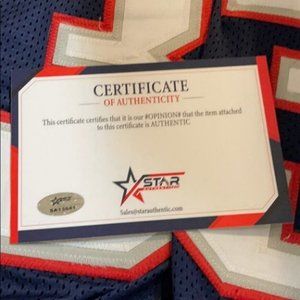 CERTIFICATE
OF AUTHENTICITY
This certificate certifies that it is our #OPINION# that the item attached
to this certificate is AUTHENTIC
STAR
Sales@starauthentic.com